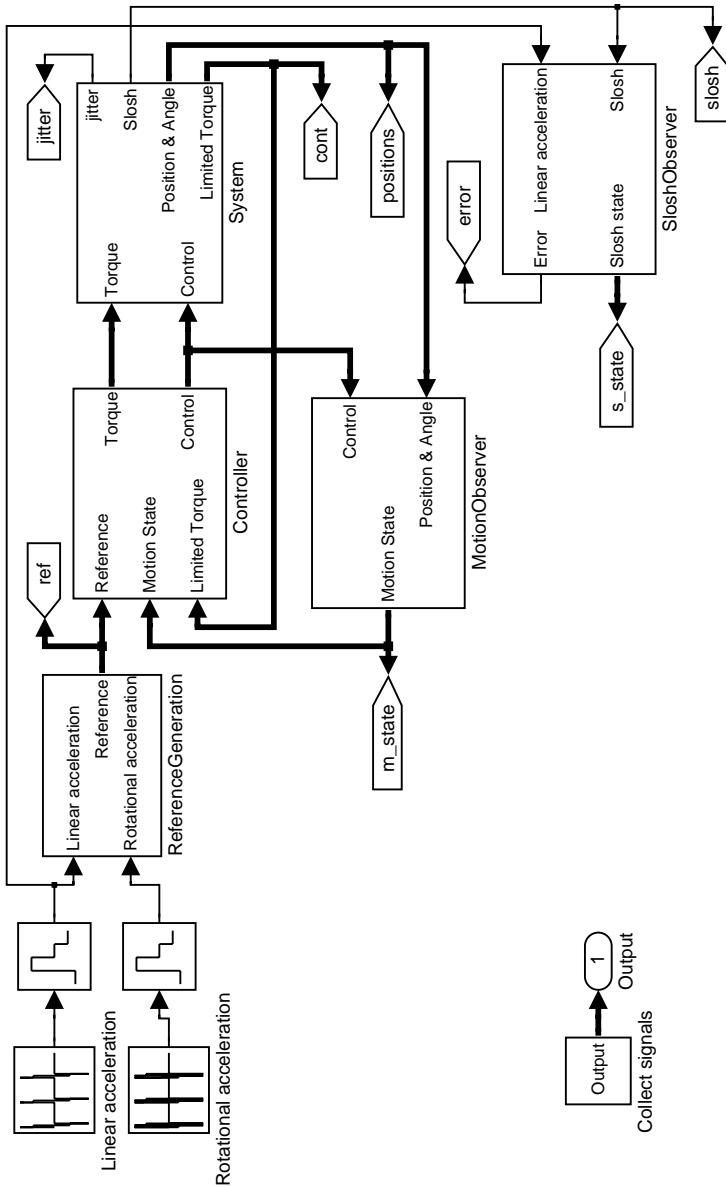 Linear acceleration
Rotational acceleration
Linear acceleration
Reference
Rotational acceleration
ReferenceGeneration
ref
Reference
Motion State
Limited Torque
Torque
Control
Controller
Torque
Control
jitter
Slosh
Position & Angle
Limited Torque
System
jitter
cont
positions
m_state
Motion State
Control
Position & Angle
MotionObserver
error
Error
Linear acceleration
Slosh state
Slosh
SloshObserver
s_state
slosh
Output
Collect signals
1
Output